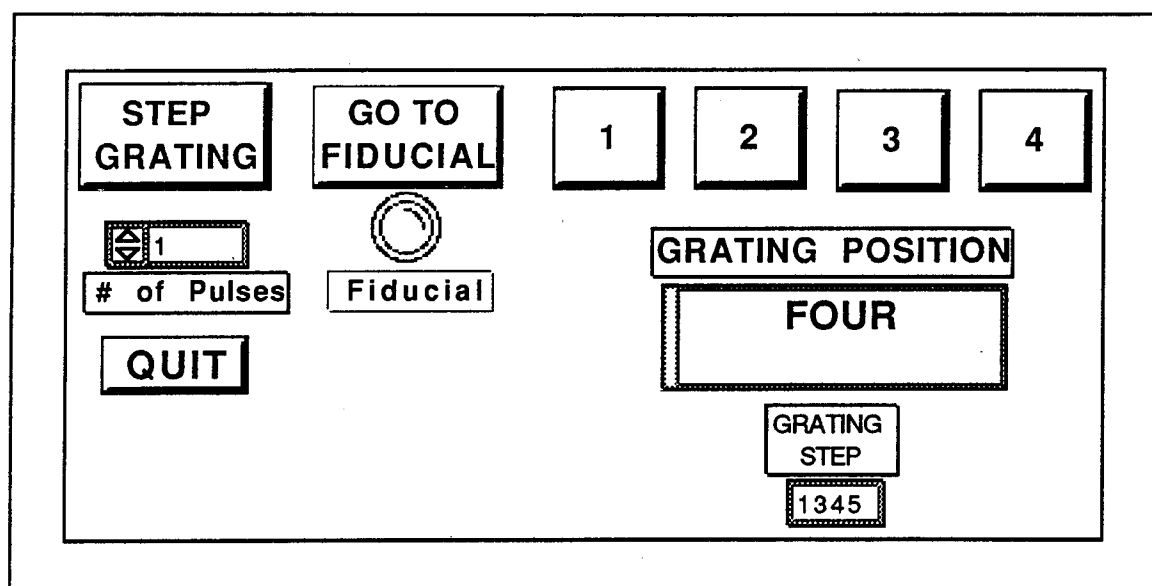 STEP
GRATING
GO TO
FIDUCIAL
1
2
3
4
1
# of Pulses
Fiducial
GRATING POSITION
FOUR
QUIT
GRATING
STEP
1345